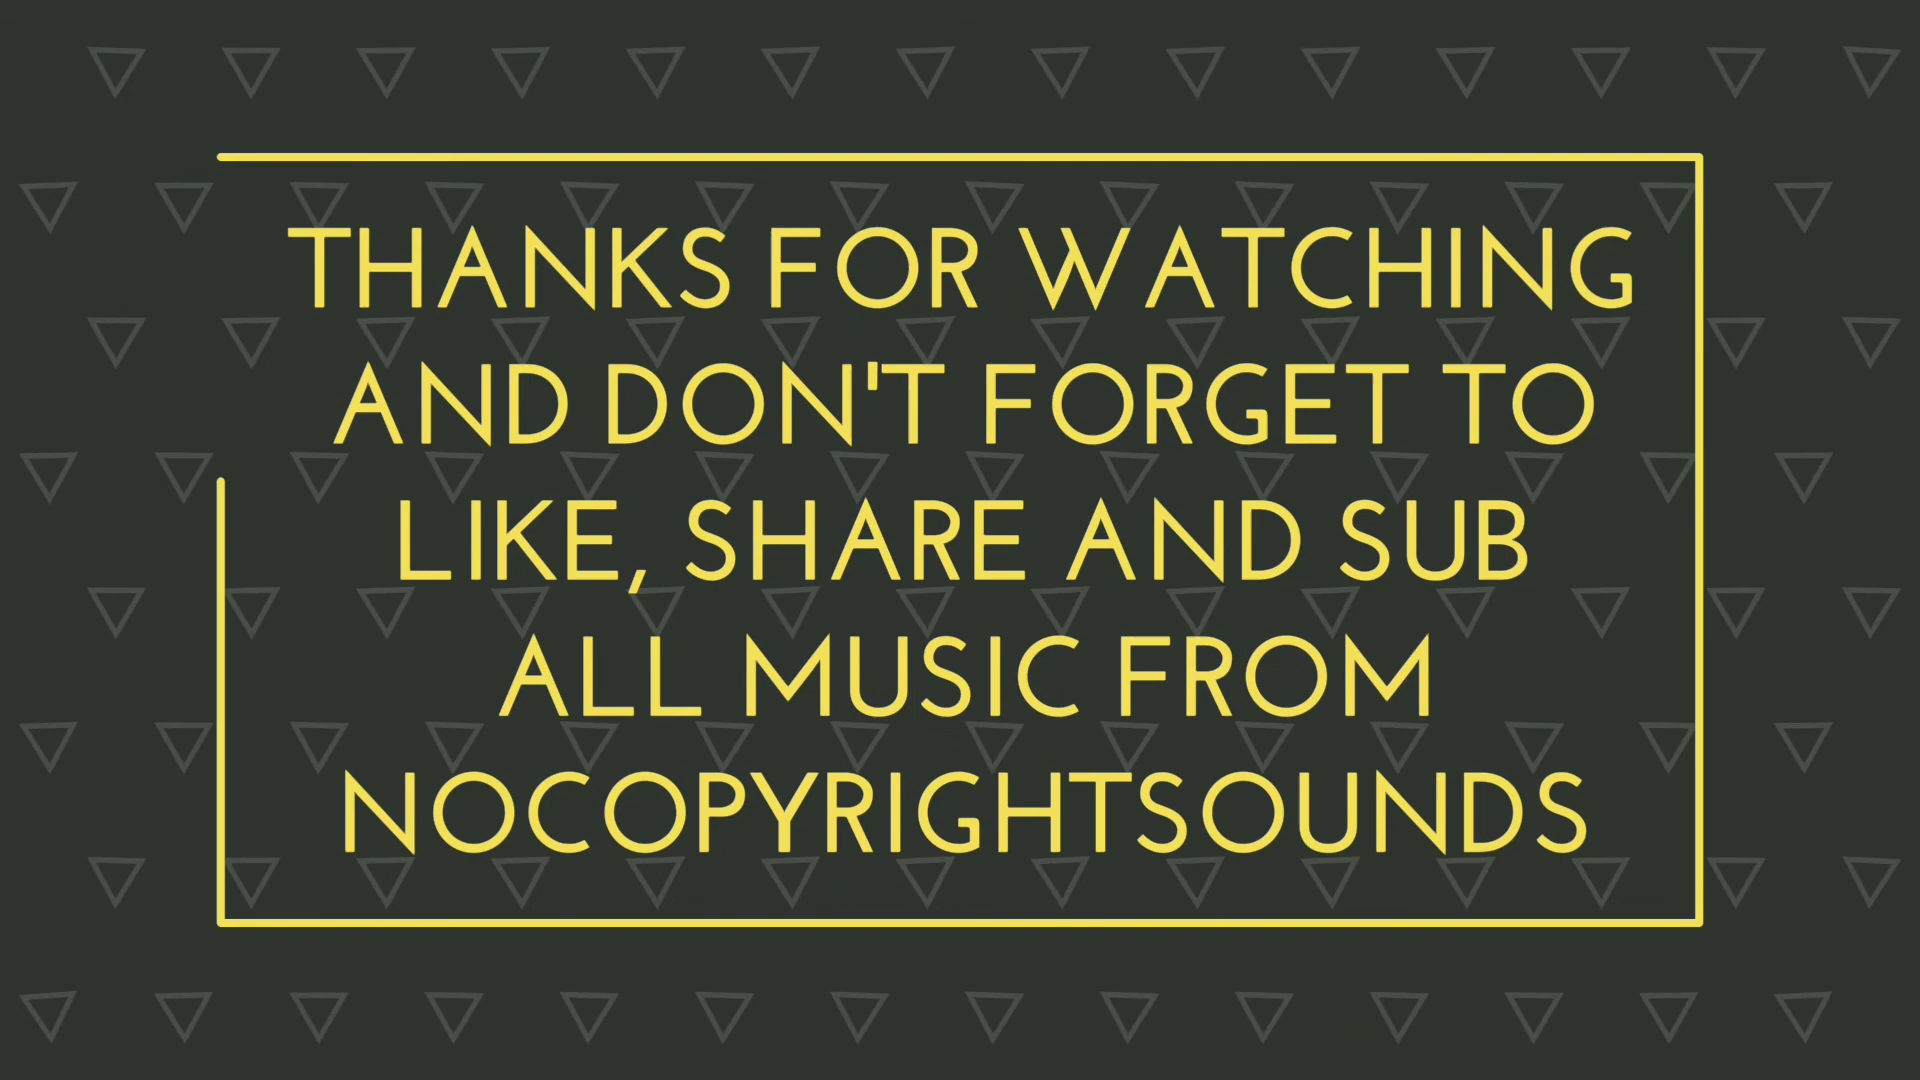 THANKS FOR WATCHING
AND DON'T FORGET TO
LIKE, SHARE AND SUB
ALL MUSIC FROM
NOCOPYRIGHTSOUNDS